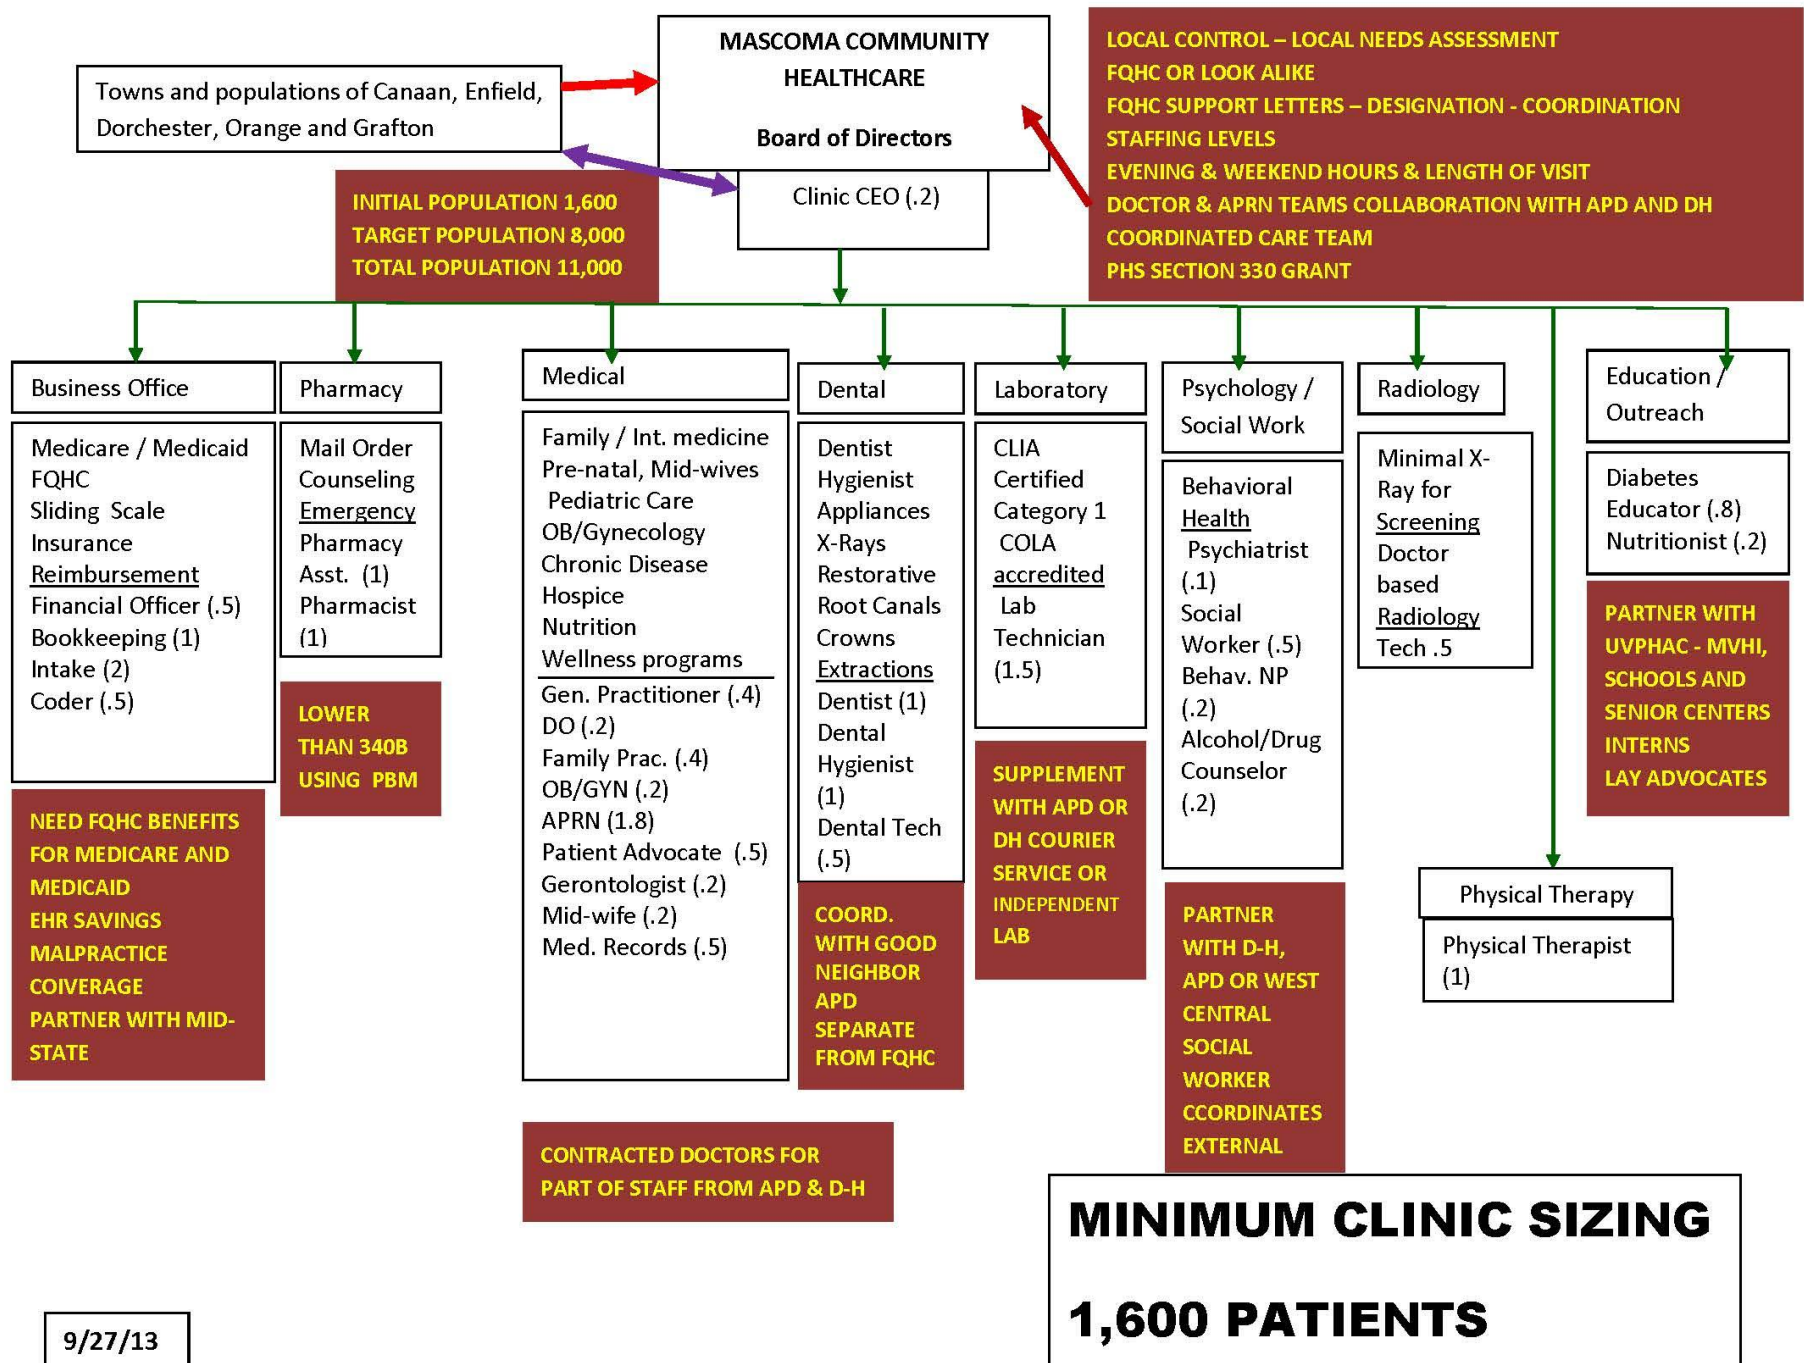 MASCOMA COMMUNITY
HEALTHCARE
Board of Directors
Towns and populations of Canaan, Enfield,
Dorchester, Orange and Grafton
Clinic CEO (.2)
LOCAL CONTROL – LOCAL NEEDS ASSESSMENT
FQHC OR LOOK ALIKE
FQHC SUPPORT LETTERS – DESIGNATION - COORDINATION
STAFFING LEVELS
EVENING & WEEKEND HOURS & LENGTH OF VISIT
DOCTOR & APRN TEAMS COLLABORATION WITH APD AND DH
COORDINATED CARE TEAM
PHS SECTION 330 GRANT
INITIAL POPULATION 1,600
TARGET POPULATION 8,000
TOTAL POPULATION 11,000
Business Office
Medicare / Medicaid
FQHC
Sliding Scale
Insurance
Reimbursement
Financial Officer (.5)
Bookkeeping (1)
Intake (2)
Coder (.5)
NEED FQHC BENEFITS
FOR MEDICARE AND
MEDICAID
EHR SAVINGS
MALPRACTICE
COIVERAGE
PARTNER WITH MID-
STATE
Pharmacy
Mail Order
Counseling
Emergency
Pharmacy
Asst. (1)
Pharmacist
(1)
LOWER
THAN 340B
USING PBM
Medical
Family / Int. medicine
Pre-natal, Mid-wives
Pediatric Care
OB/Gynecology
Chronic Disease
Hospice
Nutrition
Wellness programs
Gen. Practitioner (.4)
DO (.2)
Family Prac. (.4)
OB/GYN (.2)
APRN (1.8)
Patient Advocate (.5)
Gerontologist (.2)
Mid-wife (.2)
Med. Records (.5)
CONTRACTED DOCTORS FOR
PART OF STAFF FROM APD & D-H
Dental
Dentist
Hygienist
Appliances
X-Rays
Restorative
Root Canals
Crowns
Extractions
Dentist (1)
Dental
Hygienist
(1)
Dental Tech
(.5)
COORD.
WITH GOOD
NEIGHBOR
APD
SEPARATE
FROM FQHC
Laboratory
CLIA
Certified
Category 1
COLA
accredited
Lab
Technician
(1.5)
SUPPLEMENT
WITH APD OR
DH COURIER
SERVICE OR
INDEPENDENT
LAB
Psychology /
Social Work
Behavioral
Health
Psychiatrist
(.1)
Social
Worker (.5)
Behav. NP
(.2)
Alcohol/Drug
Counselor
(.2)
PARTNER
WITH D-H,
APD OR WEST
CENTRAL
SOCIAL
WORKER
CCORDINATES
EXTERNAL
Radiology
Minimal X-
Ray for
Screening
Doctor
based
Radiology
Tech .5
Physical Therapy
Physical Therapist
(1)
Education /
Outreach
Diabetes
Educator (.8)
Nutritionist (.2)
PARTNER WITH
UVPHAC - MVHI,
SCHOOLS AND
SENIOR CENTERS
INTERNS
LAY ADVOCATES
MINIMUM CLINIC SIZING
1,600 PATIENTS
9/27/13